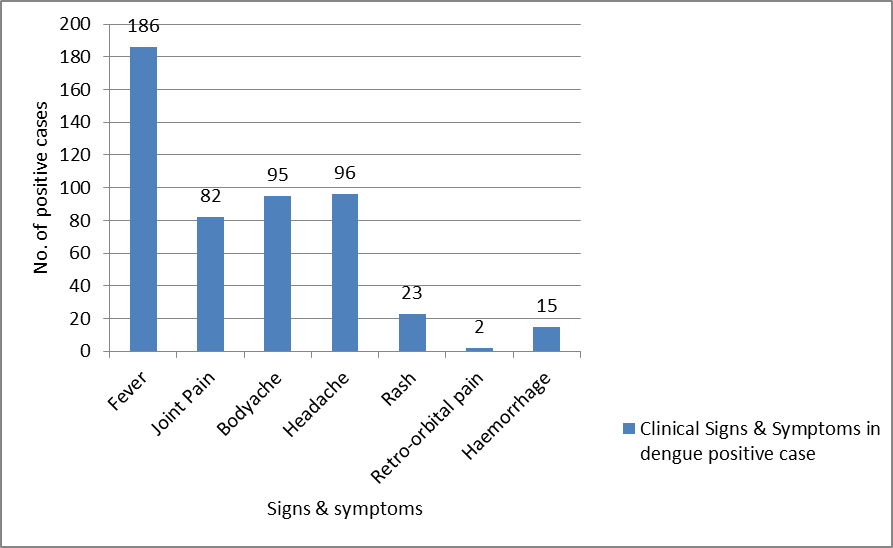 200
180
160
140
120
100
80
60
40
20
0
No. of positive cases
186
82
95
96
23
2
15
Fever
Joint Pain
Bodyache
Headache
Rash
Retro-orbital pain
Haemorrhage
Signs & symptoms
Clinical Signs & Symptoms in
dengue positive case